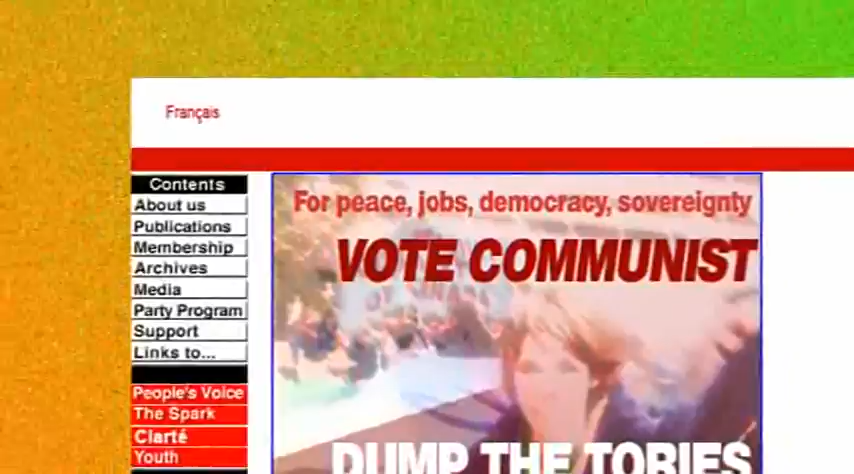 Français
Contents
About us
Publications
Membership
Archives
Media
Party Program
Support
Links to...
People's Voice
The Spark
Clarté
Youth
For peace, jobs, democracy, sovereignty
VOTE COMMUNIST
DUMP THE TORIES